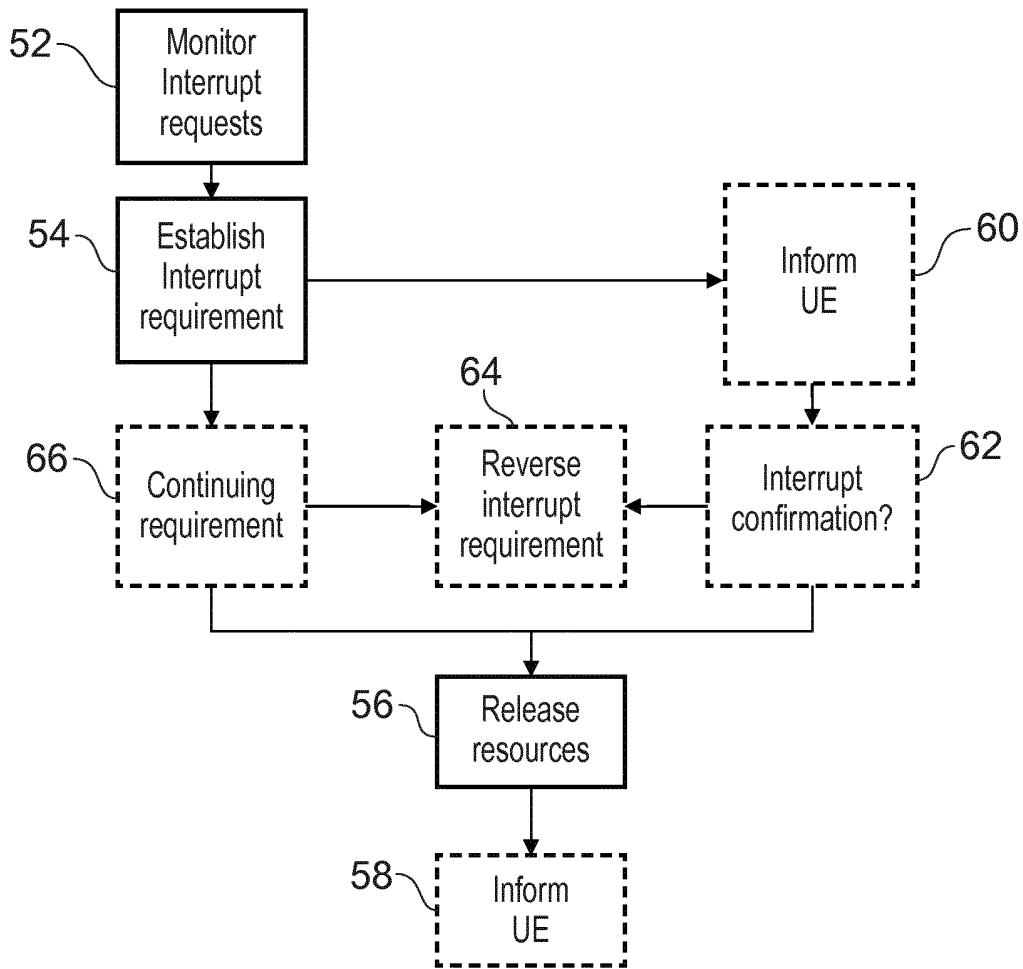 52
Monitor
Interrupt
requests
54
Establish
Interrupt
requirement
60
Inform
UE
64
66
Continuing
requirement
Reverse
interrupt
requirement
62
Interrupt
confirmation?
56
Release
resources
58
Inform
UE